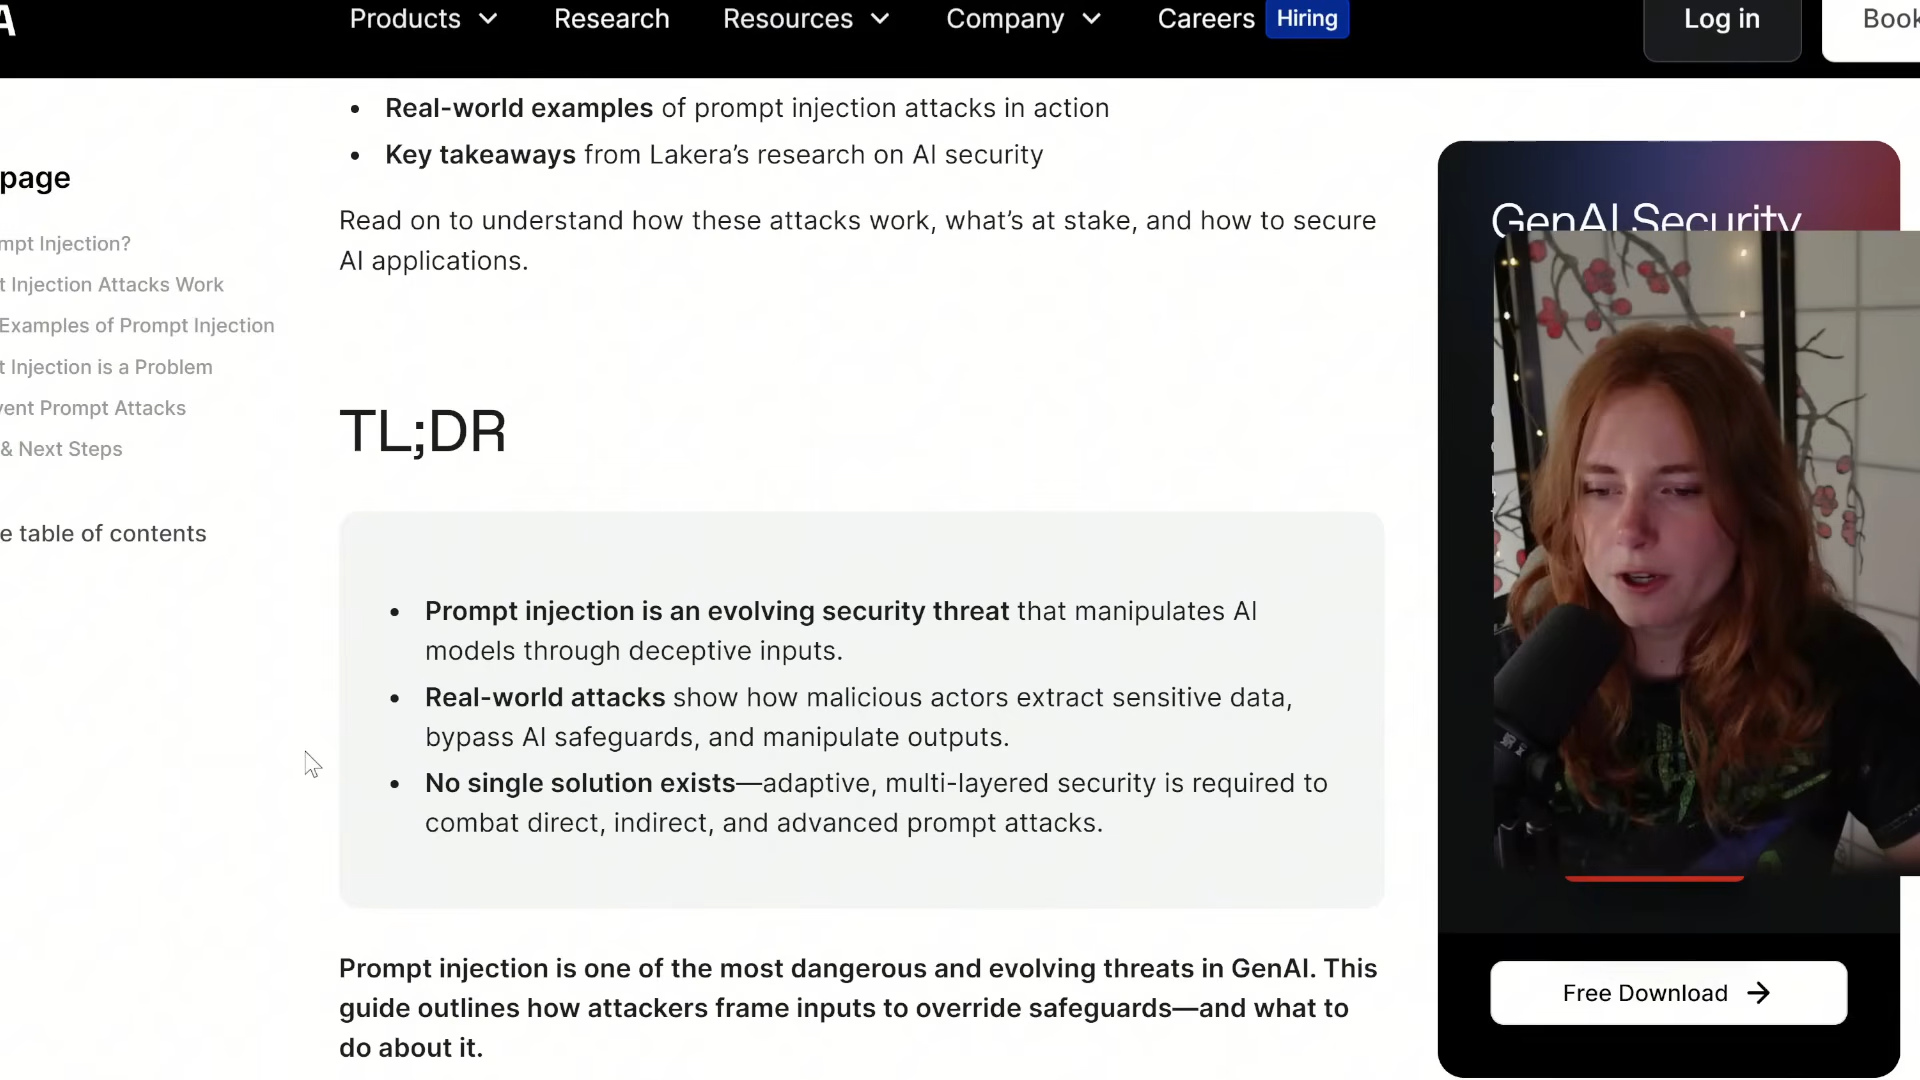 A
Products
Research
Resources
Company
Careers
Hiring
Log in
Book
page
mpt Injection?
t Injection Attacks Work
Examples of Prompt Injection
t Injection is a Problem
vent Prompt Attacks
& Next Steps
e table of contents
• Real-world examples of prompt injection attacks in action
• Key takeaways from Lakera’s research on AI security
Read on to understand how these attacks work, what’s at stake, and how to secure
AI applications.
TL;DR
• Prompt injection is an evolving security threat that manipulates AI
models through deceptive inputs.
• Real-world attacks show how malicious actors extract sensitive data,
bypass AI safeguards, and manipulate outputs.
• No single solution exists—adaptive, multi-layered security is required to
combat direct, indirect, and advanced prompt attacks.
Prompt injection is one of the most dangerous and evolving threats in GenAI. This
guide outlines how attackers frame inputs to override safeguards—and what to
do about it.
GenAI Security
Free Download →